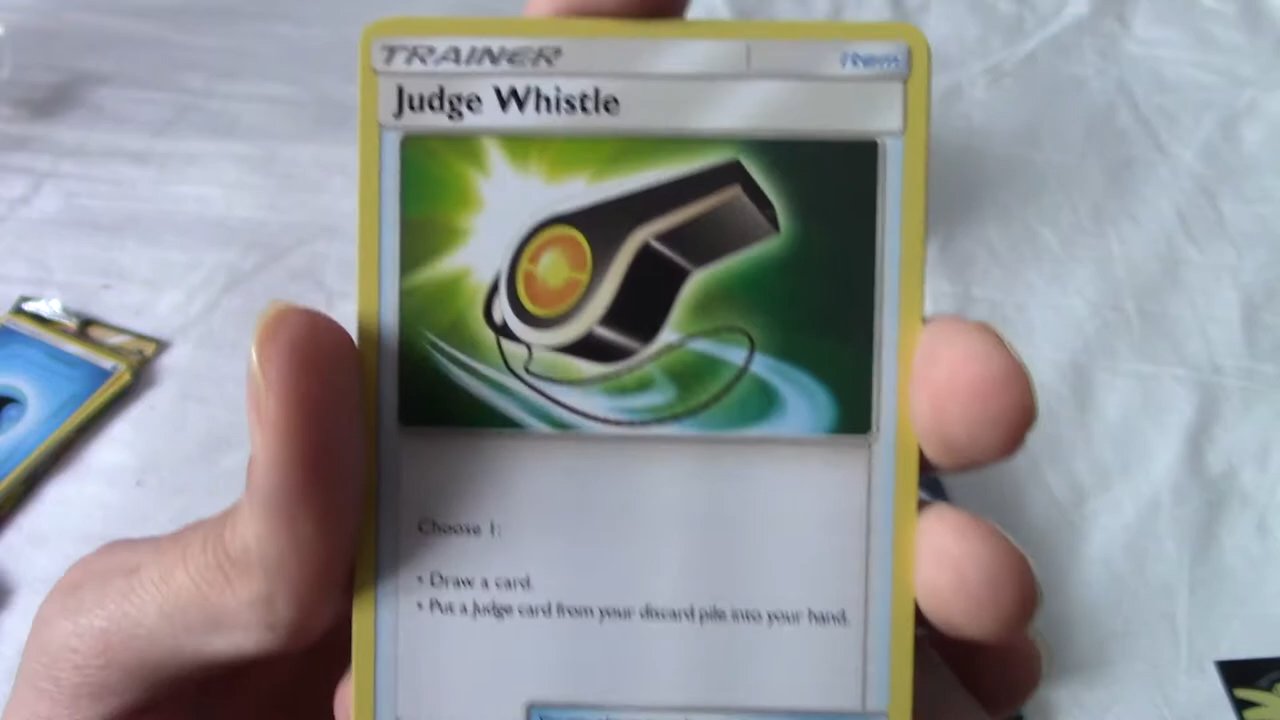 TRAINER Item
Judge Whistle
Choose 1:
• Draw a card.
• Put a Judge card from your discard pile into your hand.